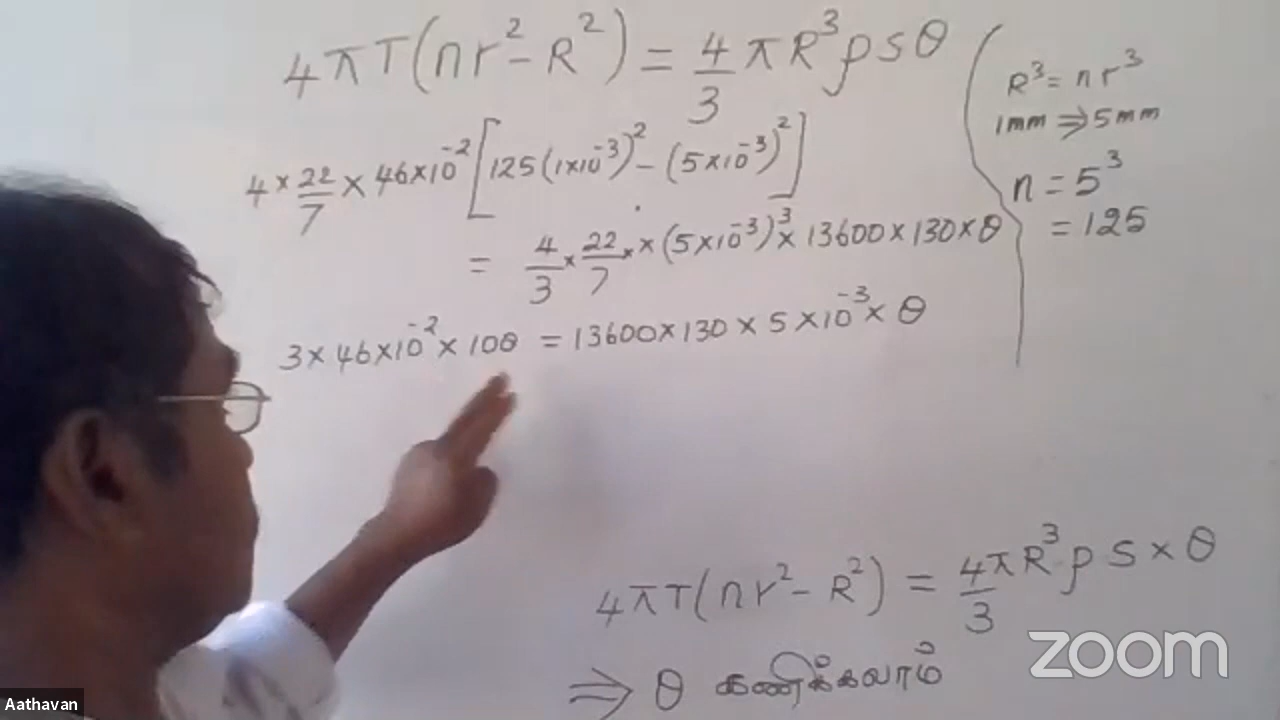 4πT(nr²-R²) = 4/3 πR³ρsθ
R³ = nr³
1mm ⇒ 5mm
n = 5³
= 125
4 × 22/7 × 46×10⁻² [125(1×10⁻³)² - (5×10⁻³)²]
= 4/3 × 22/7 × × (5×10⁻³)³ × 13600 × 130 × θ
3 × 46×10⁻² × 100 = 13600 × 130 × 5×10⁻³ × θ
4πT(nr²-R²) = 4/3 πR³ρs×θ
⇒ θ கணிக்கலாம்
zoom
Aathavan